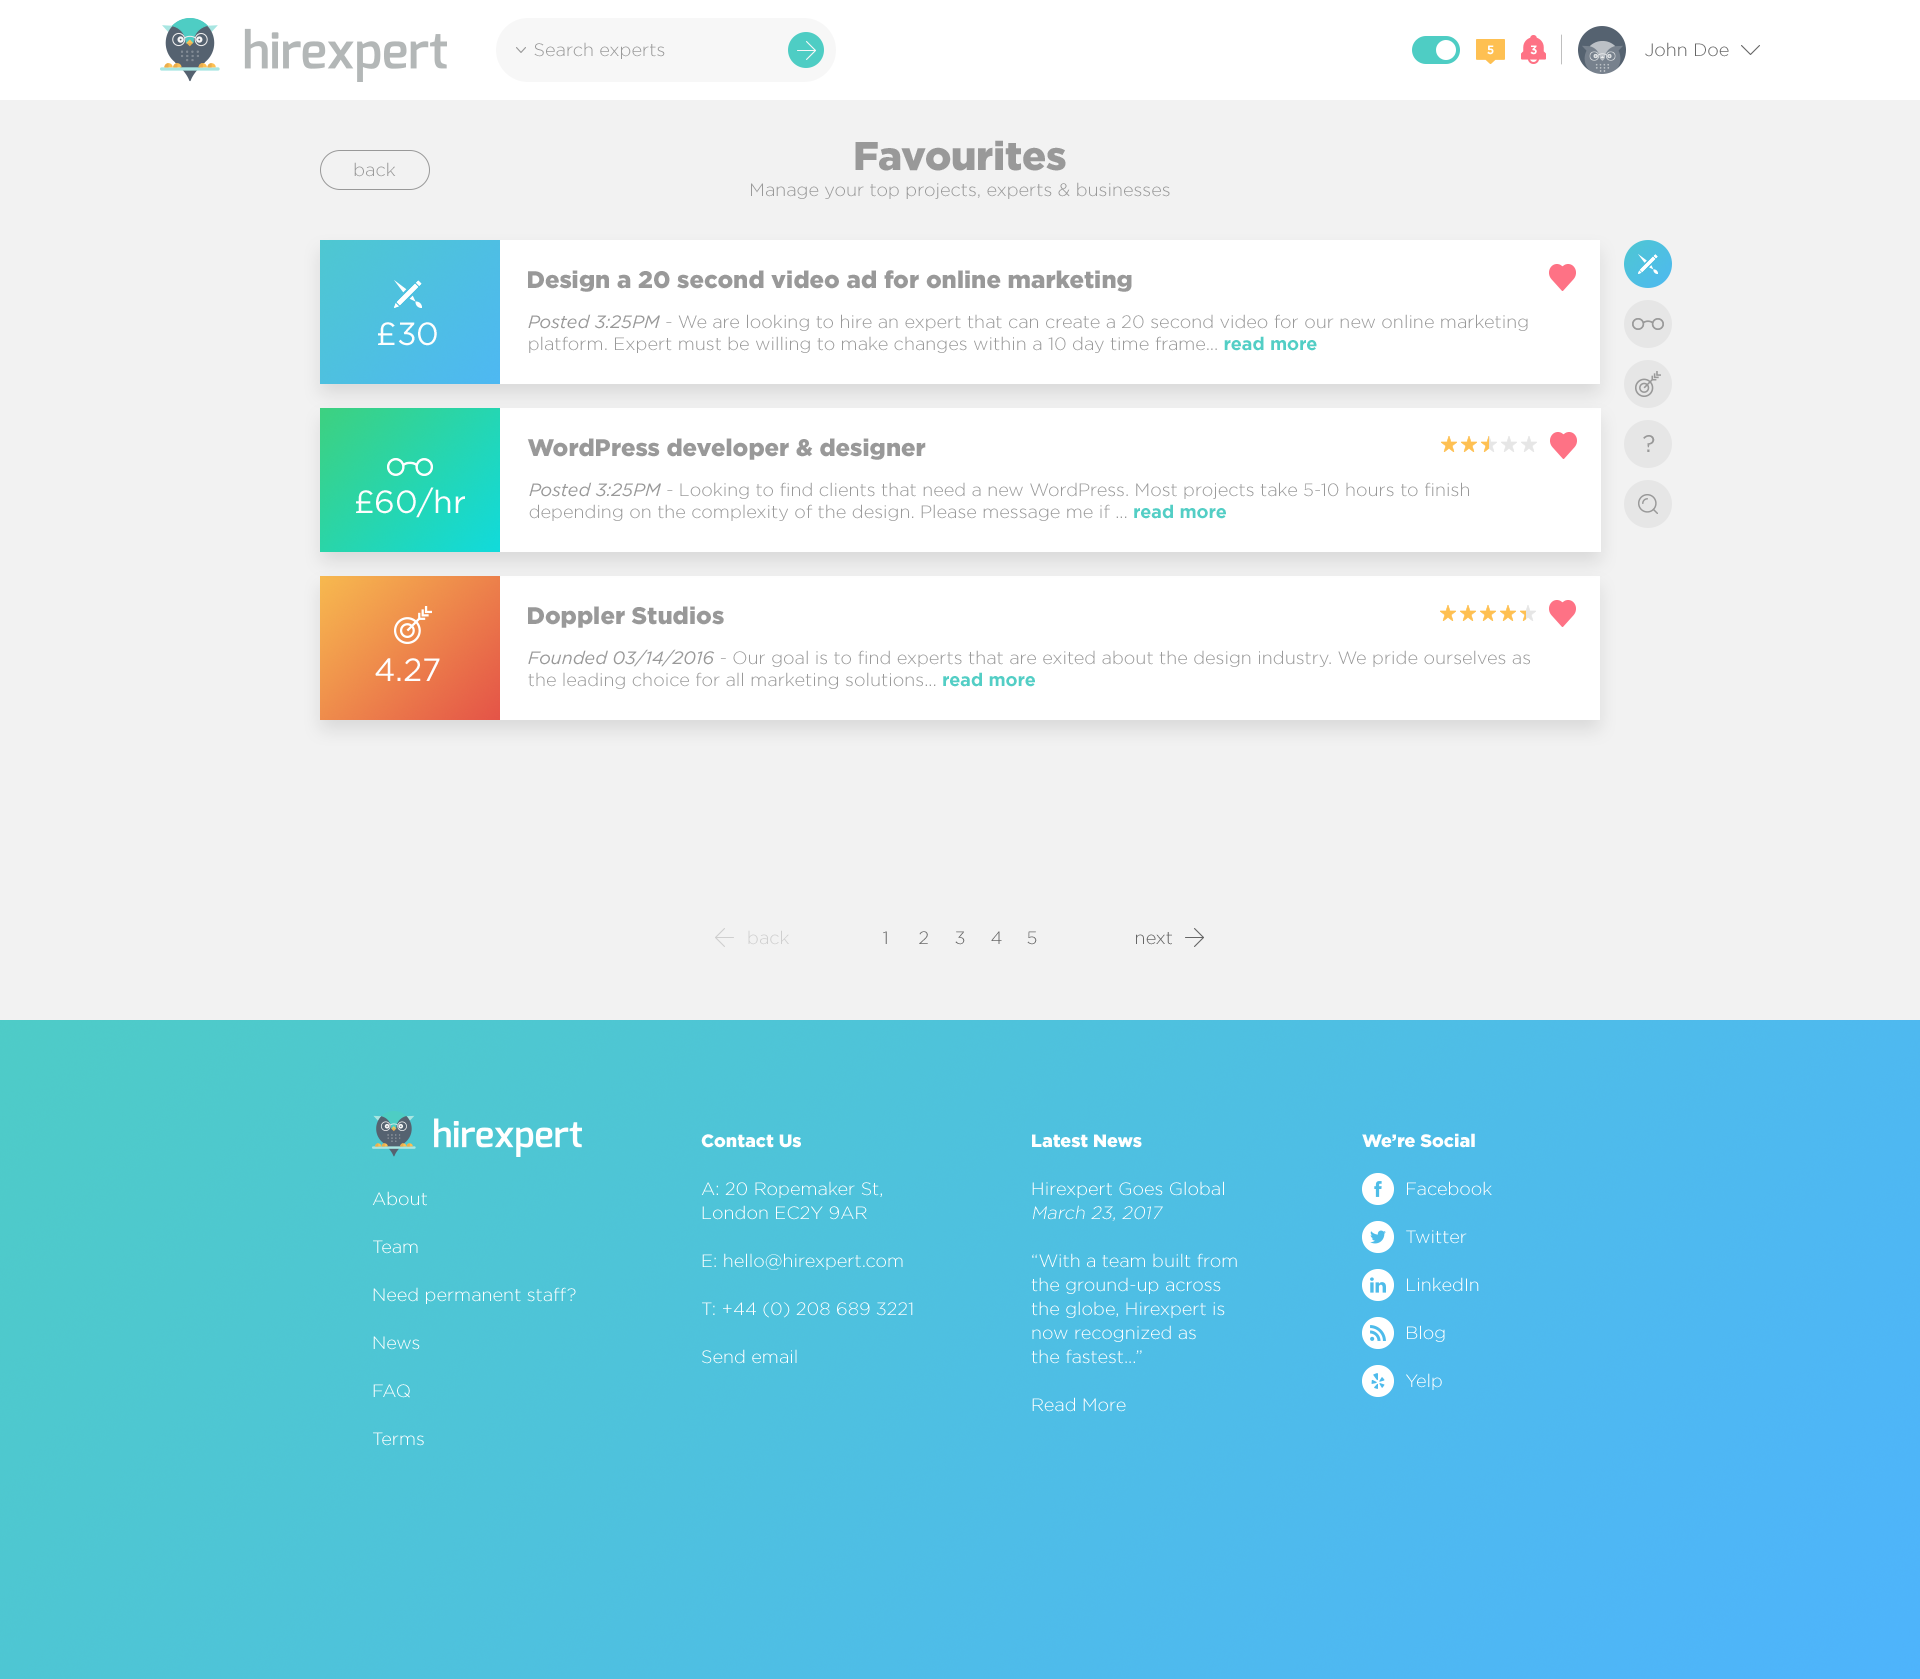 hirexpert
Search experts
5
3
John Doe
back
Favourites
Manage your top projects, experts & businesses
£30
Design a 20 second video ad for online marketing
Posted 3:25PM - We are looking to hire an expert that can create a 20 second video for our new online marketing
platform. Expert must be willing to make changes within a 10 day time frame... read more
£60/hr
WordPress developer & designer
Posted 3:25PM - Looking to find clients that need a new WordPress. Most projects take 5-10 hours to finish
depending on the complexity of the design. Please message me if ... read more
?
4.27
Doppler Studios
Founded 03/14/2016 - Our goal is to find experts that are exited about the design industry. We pride ourselves as
the leading choice for all marketing solutions... read more
back
1 2 3 4 5
next
hirexpert
About
Team
Need permanent staff?
News
FAQ
Terms
Contact Us
A: 20 Ropemaker St,
London EC2Y 9AR
E: hello@hirexpert.com
T: +44 (0) 208 689 3221
Send email
Latest News
Hirexpert Goes Global
March 23, 2017
“With a team built from
the ground-up across
the globe, Hirexpert is
now recognized as
the fastest...”
Read More
We’re Social
Facebook
Twitter
LinkedIn
Blog
Yelp